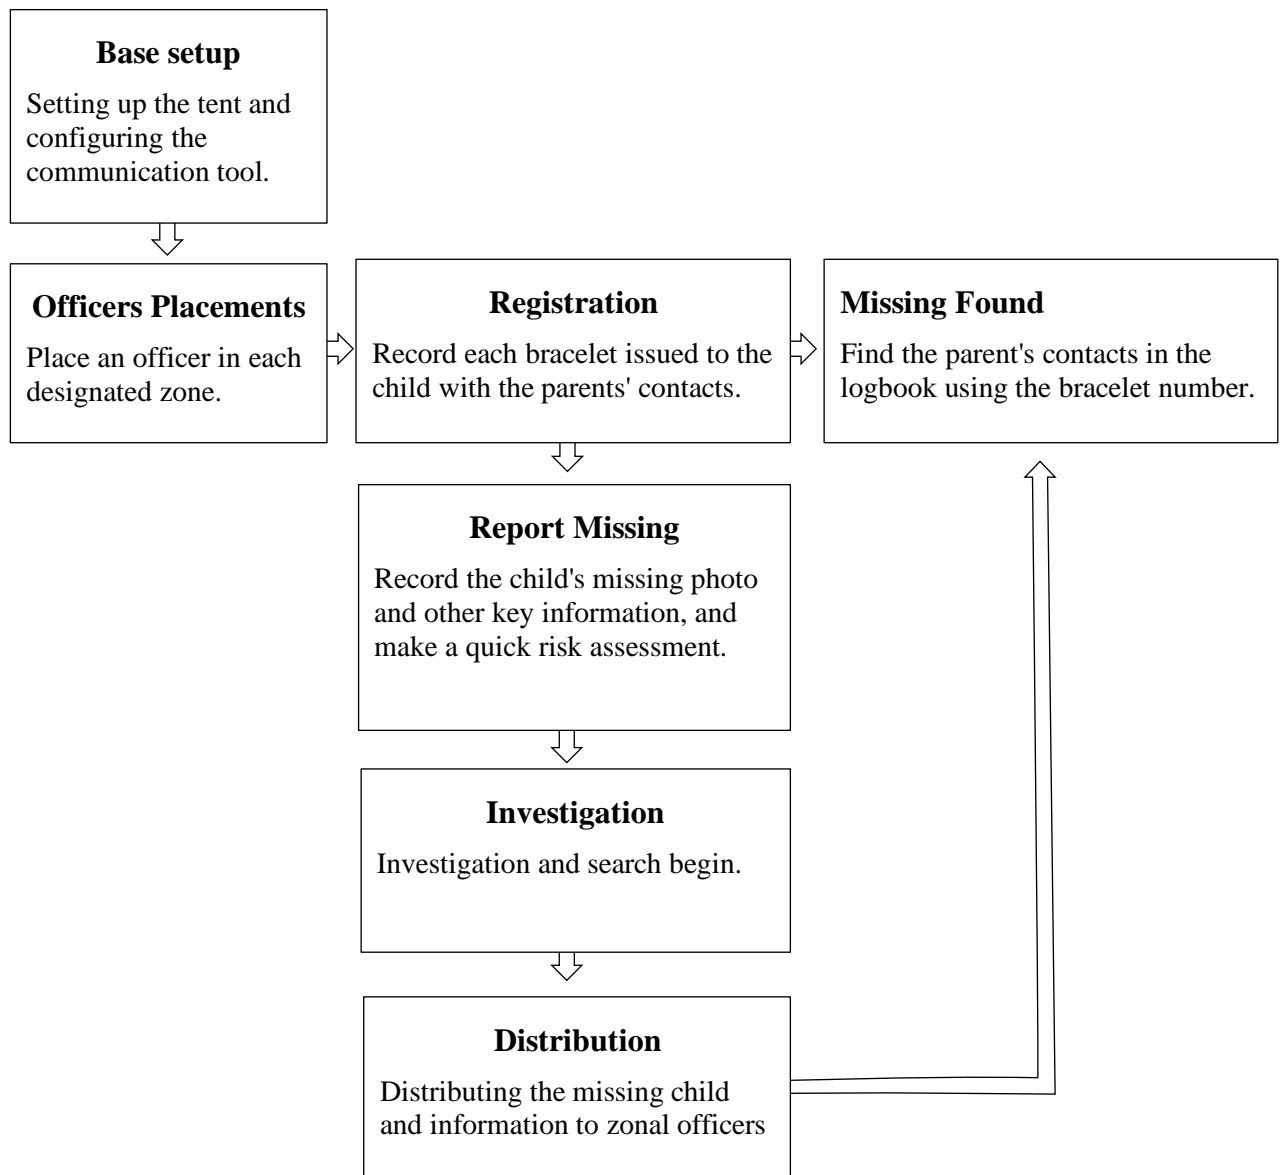 Base setup
Setting up the tent and
configuring the
communication tool.
Officers Placements
Place an officer in each
designated zone.
Registration
Record each bracelet issued to the
child with the parents' contacts.
Missing Found
Find the parent's contacts in the
logbook using the bracelet number.
Report Missing
Record the child's missing photo
and other key information, and
make a quick risk assessment.
Investigation
Investigation and search begin.
Distribution
Distributing the missing child
and information to zonal officers